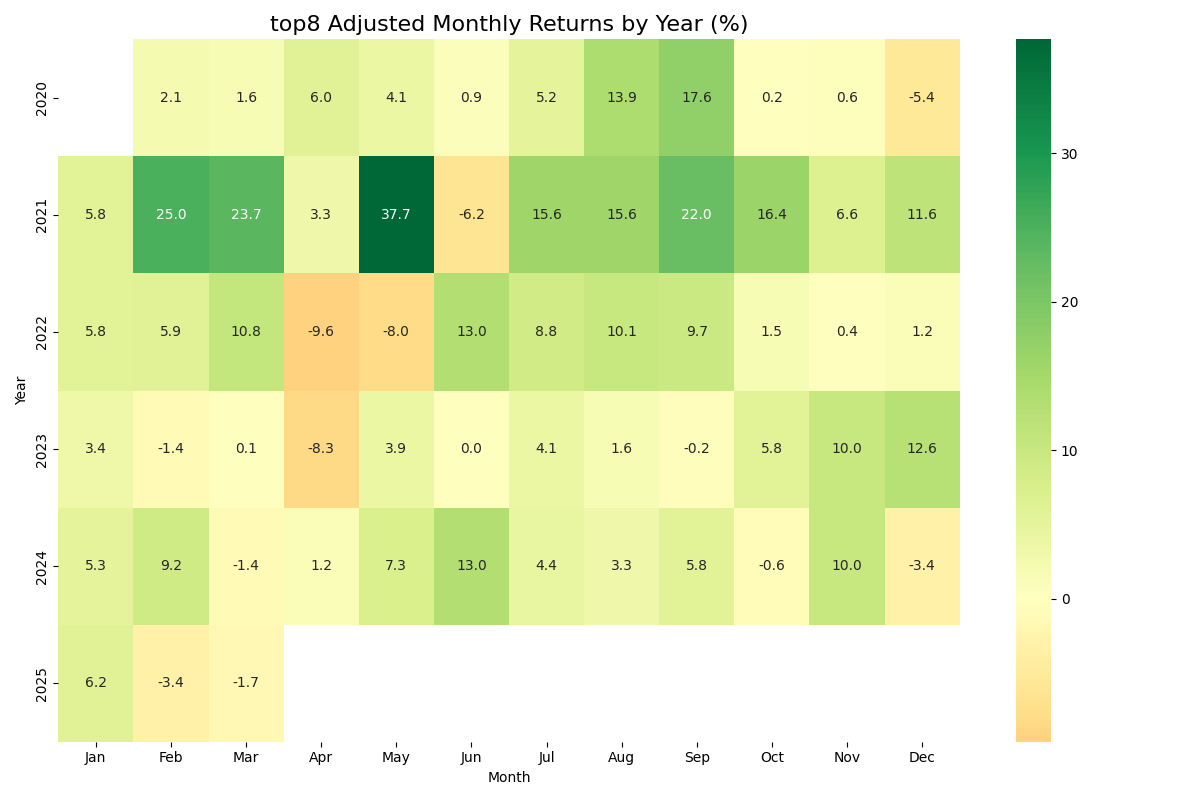 top8 Adjusted Monthly Returns by Year (%)
2020 2.1 1.6 6.0 4.1 0.9 5.2 13.9 17.6 0.2 0.6 -5.4
2021 5.8 25.0 23.7 3.3 37.7 -6.2 15.6 15.6 22.0 16.4 6.6 11.6
2022 5.8 5.9 10.8 -9.6 -8.0 13.0 8.8 10.1 9.7 1.5 0.4 1.2
2023 3.4 -1.4 0.1 -8.3 3.9 0.0 4.1 1.6 -0.2 5.8 10.0 12.6
2024 5.3 9.2 -1.4 1.2 7.3 13.0 4.4 3.3 5.8 -0.6 10.0 -3.4
2025 6.2 -3.4 -1.7
Year
Jan Feb Mar Apr May Jun Jul Aug Sep Oct Nov Dec
Month
30
20
10
0